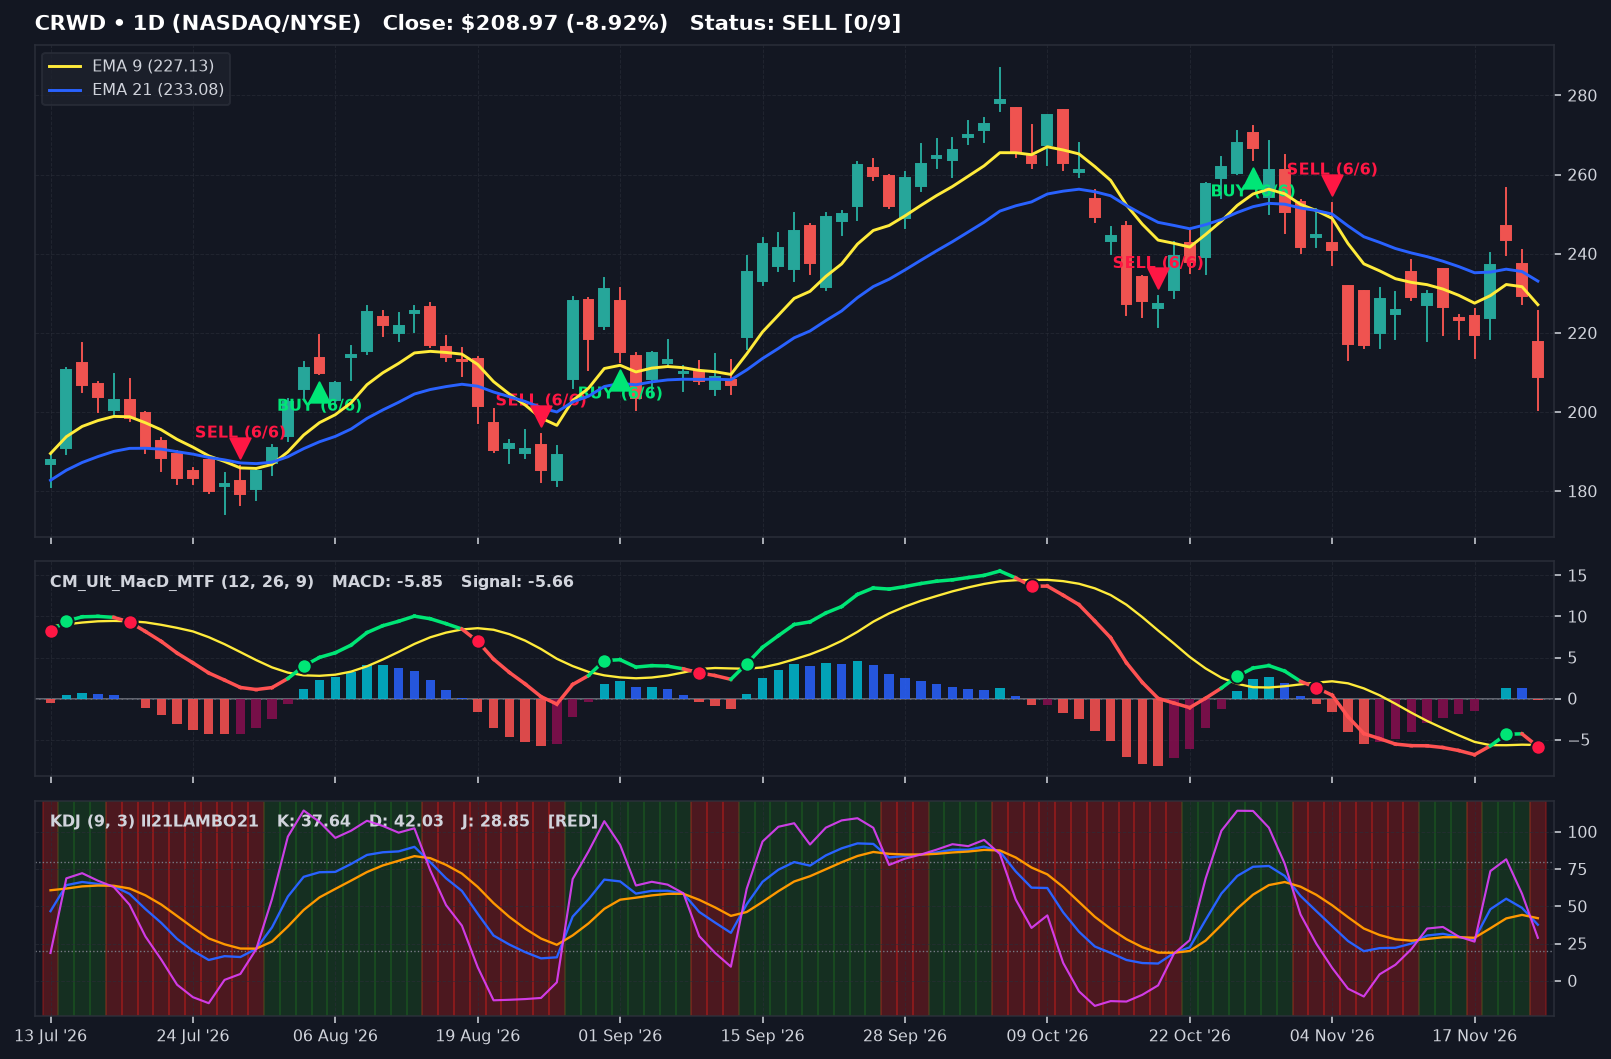 CRWD • 1D (NASDAQ/NYSE)   Close: $208.97 (-8.92%)   Status: SELL [0/9]
EMA 9 (227.13)
EMA 21 (233.08)
280
260
240
220
200
180
SELL (6/6)
BUY (6/6)
SELL (6/6)
BUY (6/6)
SELL (6/6)
BUY (6/6)
SELL (6/6)
CM_Ult_MacD_MTF (12, 26, 9)   MACD: -5.85   Signal: -5.66
15
10
5
0
−5
KDJ (9, 3) II21LAMBO21   K: 37.64   D: 42.03   J: 28.85   [RED]
100
75
50
25
0
13 Jul '26
24 Jul '26
06 Aug '26
19 Aug '26
01 Sep '26
15 Sep '26
28 Sep '26
09 Oct '26
22 Oct '26
04 Nov '26
17 Nov '26